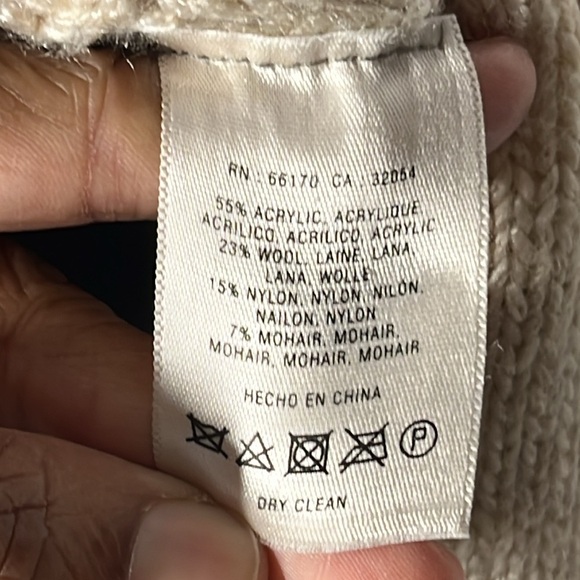 RN : 66170 CA : 32054
55% ACRYLIC, ACRYLIQUE,
ACRILICO, ACRILICO, ACRYLIC
23% WOOL, LAINE, LANA,
LANA, WOLLE
15% NYLON, NYLON, NILON,
NAILON, NYLON
7% MOHAIR, MOHAIR,
MOHAIR, MOHAIR, MOHAIR
HECHO EN CHINA
P
DRY CLEAN